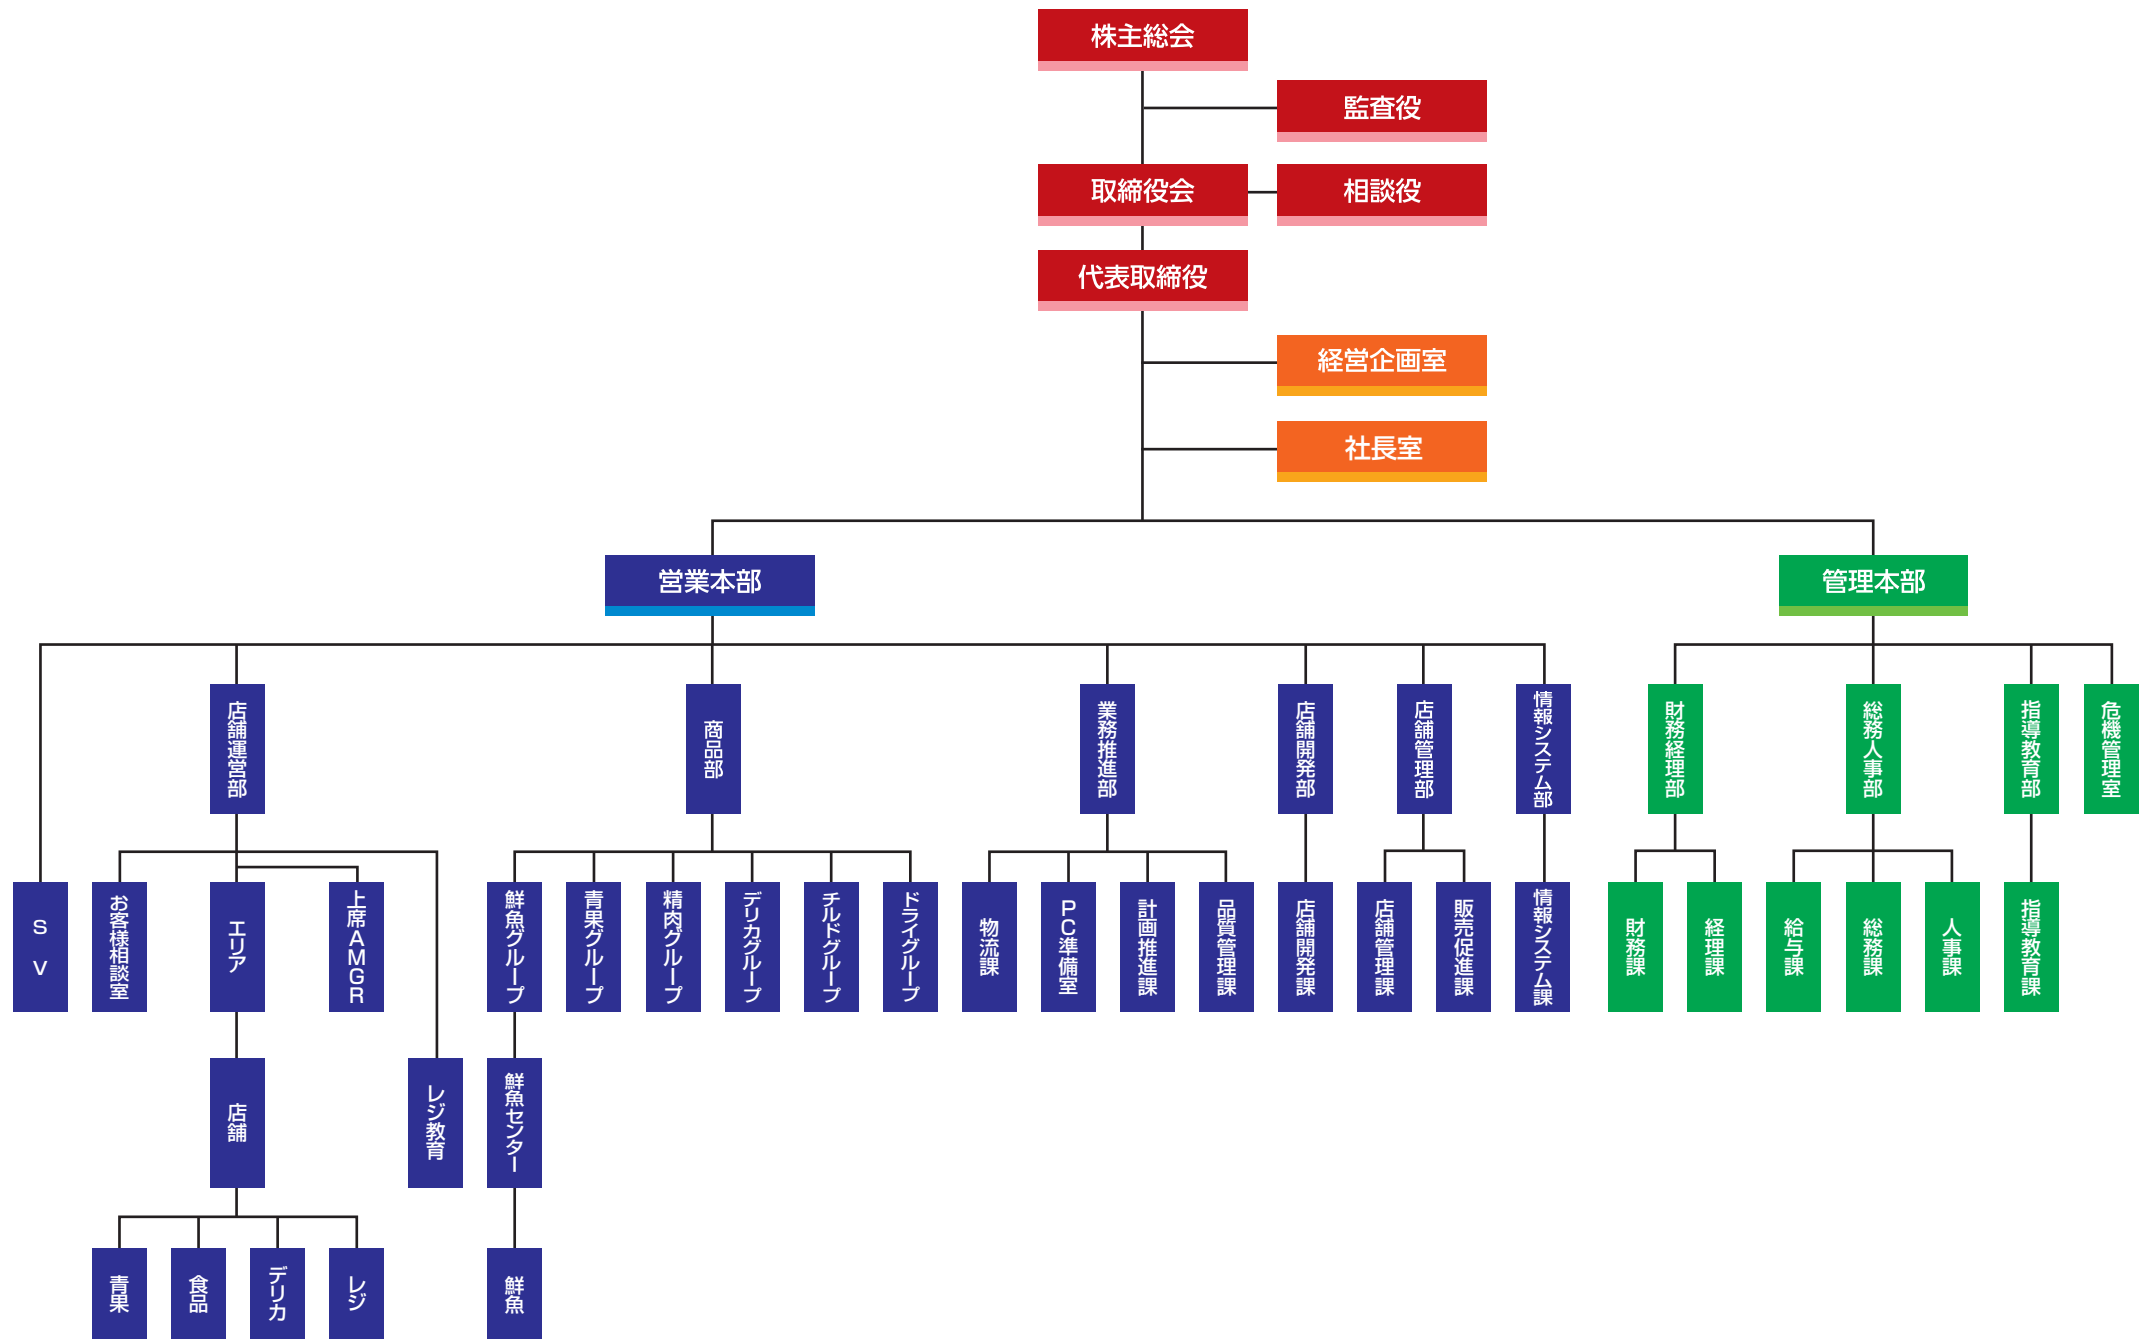 株主総会
監査役
取締役会
相談役
代表取締役
経営企画室
社長室
営業本部
管理本部
店舗運営部
商品部
業務推進部
店舗開発部
店舗管理部
情報システム部
財務経理部
総務人事部
指導教育部
危機管理室
SV
お客様相談室
エリア
上席AMGR
鮮魚グループ
青果グループ
精肉グループ
デリカグループ
チルドグループ
ドライグループ
物流課
PC準備室
計画推進課
品質管理課
店舗開発課
店舗管理課
販売促進課
情報システム課
財務課
経理課
給与課
総務課
人事課
指導教育課
店舗
レジ教育
鮮魚センター
青果
食品
デリカ
レジ
鮮魚